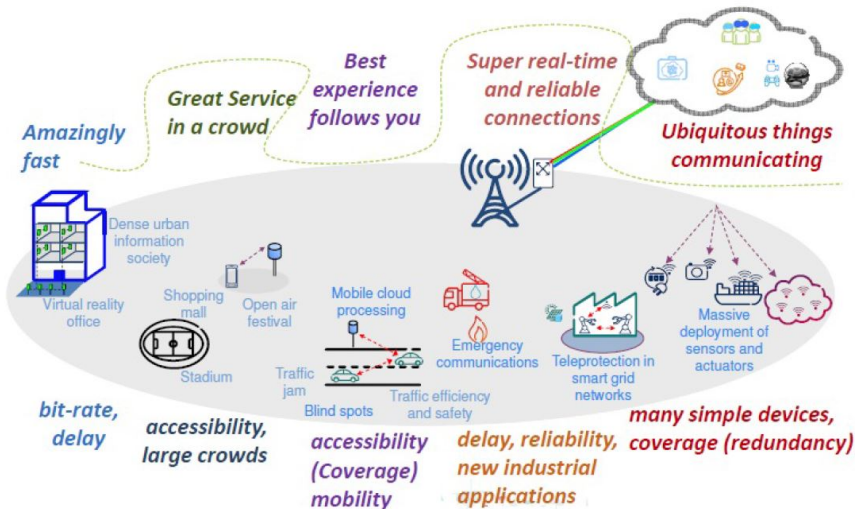 Amazingly
fast
Great Service
in a crowd
Best
experience
follows you
Super real-time
and reliable
connections
Ubiquitous things
communicating
Dense urban
information
society
Virtual reality
office
Shopping
mall
Open air
festival
Stadium
Mobile cloud
processing
Traffic
jam
Blind spots
Traffic efficiency
and safety
Emergency
communications
Teleprotection in
smart grid
networks
Massive
deployment of
sensors and
actuators
bit-rate,
delay
accessibility,
large crowds
accessibility
(Coverage)
mobility
delay, reliability,
new industrial
applications
many simple devices,
coverage (redundancy)